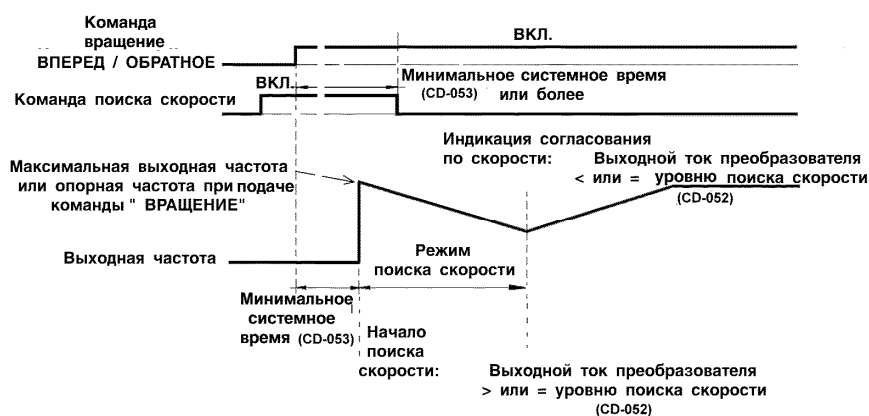 Команда
вращение
ВПЕРЕД / ОБРАТНОЕ
ВКЛ.
ВКЛ.
Минимальное системное время
(CD-053) или более
Команда поиска скорости
Индикация согласования
по скорости: Выходной ток преобразователя
< или = уровню поиска скорости
(CD-052)
Максимальная выходная частота
или опорная частота при подаче
команды " ВРАЩЕНИЕ"
Выходная частота
Режим
поиска скорости
Минимальное
системное
время (CD-053)
Начало
поиска
скорости:
Выходной ток преобразователя
> или = уровню поиска скорости
(CD-052)